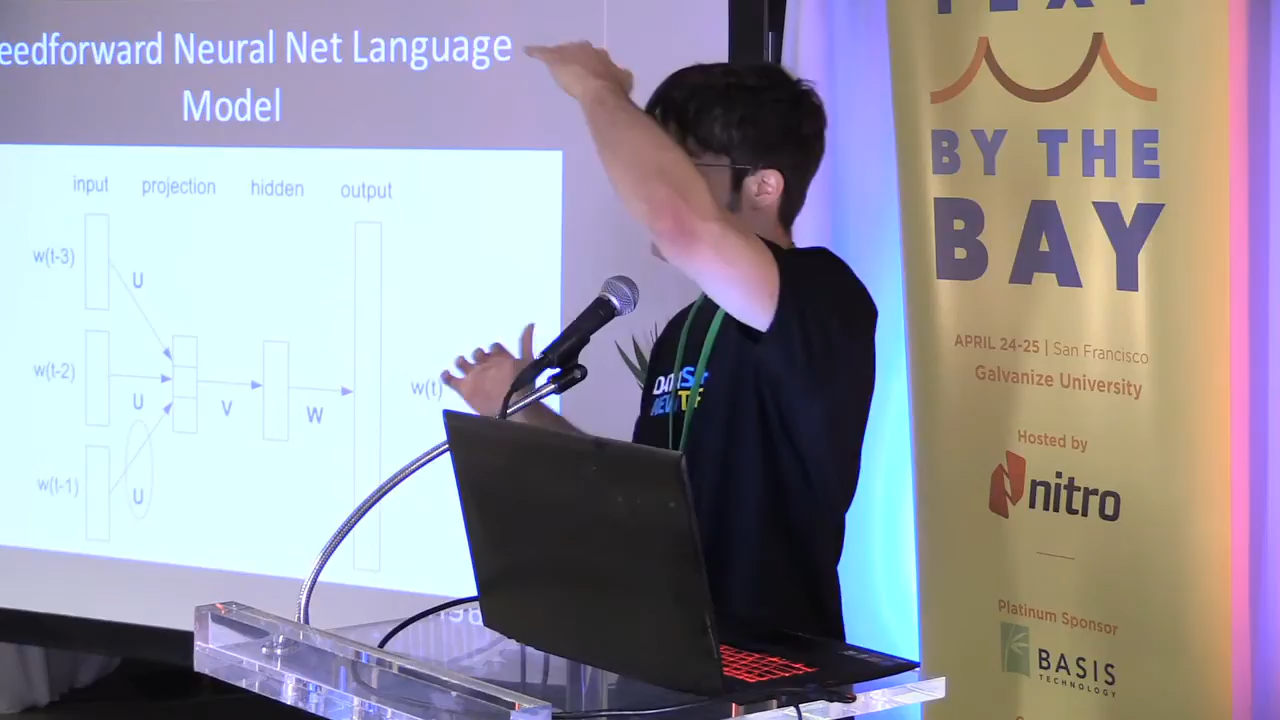 eedforward Neural Net Language
Model
input projection hidden output
w(t-3)
U
w(t-2)
U
V
W
w(t)
w(t-1)
U
TEXT
BY THE
BAY
APRIL 24-25 | San Francisco
Galvanize University
Hosted by
nitro
Platinum Sponsor
BASIS
TECHNOLOGY